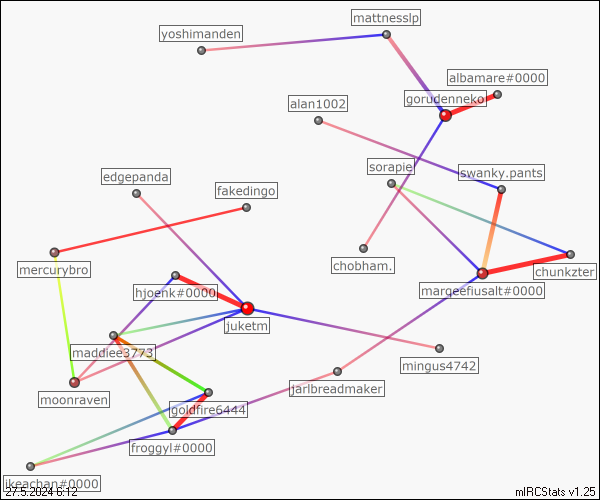 mattnesslp
yoshimanden
albamare#0000
gorudenneko
alan1002
sorapie
swanky.pants
edgepanda
fakedingo
chobham.
mercurybro
chunkzter
hjoenk#0000
marqeefiusalt#0000
juketm
maddiee3773
mingus4742
jarlbreadmaker
moonraven
goldfire6444
froggyl#0000
ikeachan#0000
27.5.2024 6:12
mIRCStats v1.25